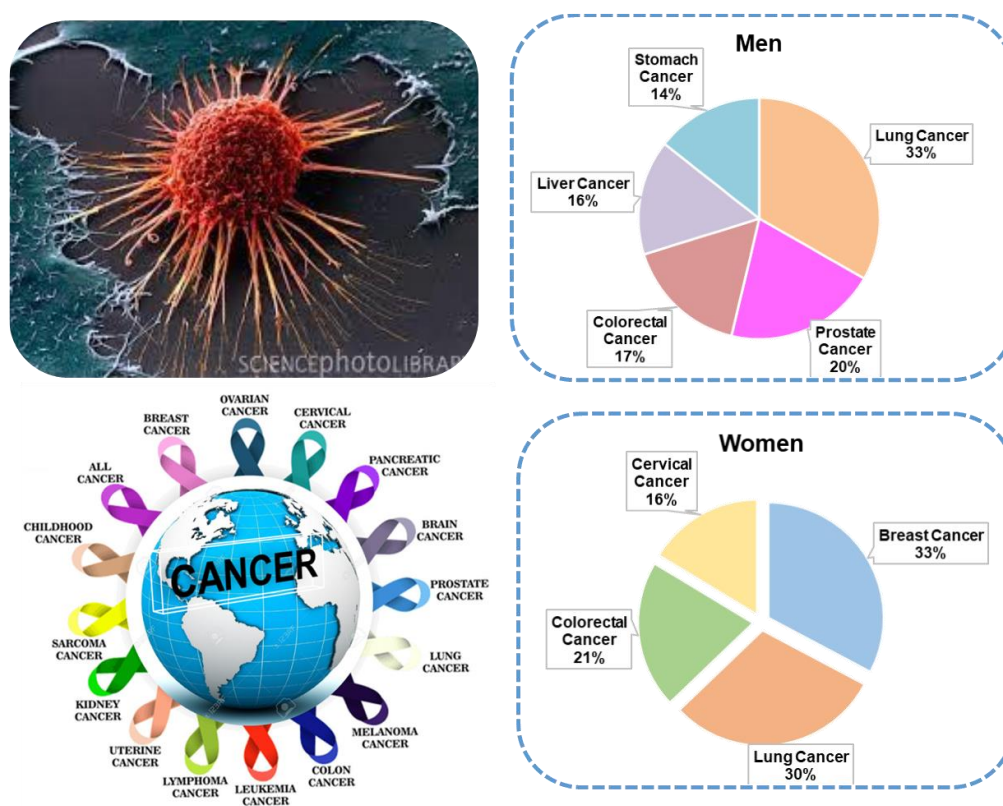 SCIENCEPHOTOLIBRAR
Men
Stomach
Cancer
14%
Lung Cancer
33%
Liver Cancer
16%
Colorectal
Cancer
17%
Prostate
Cancer
20%
OVARIAN
CANCER
CERVICAL
CANCER
BREAST
CANCER
PANCREATIC
CANCER
ALL
CANCER
BRAIN
CANCER
CHILDHOOD
CANCER
PROSTATE
CANCER
CANCER
SARCOMA
CANCER
LUNG
CANCER
KIDNEY
CANCER
MELANOMA
CANCER
UTERINE
CANCER
COLON
CANCER
LYMPHOMA
CANCER
LEUKEMIA
CANCER
Women
Cervical
Cancer
16%
Breast Cancer
33%
Colorectal
Cancer
21%
Lung Cancer
30%